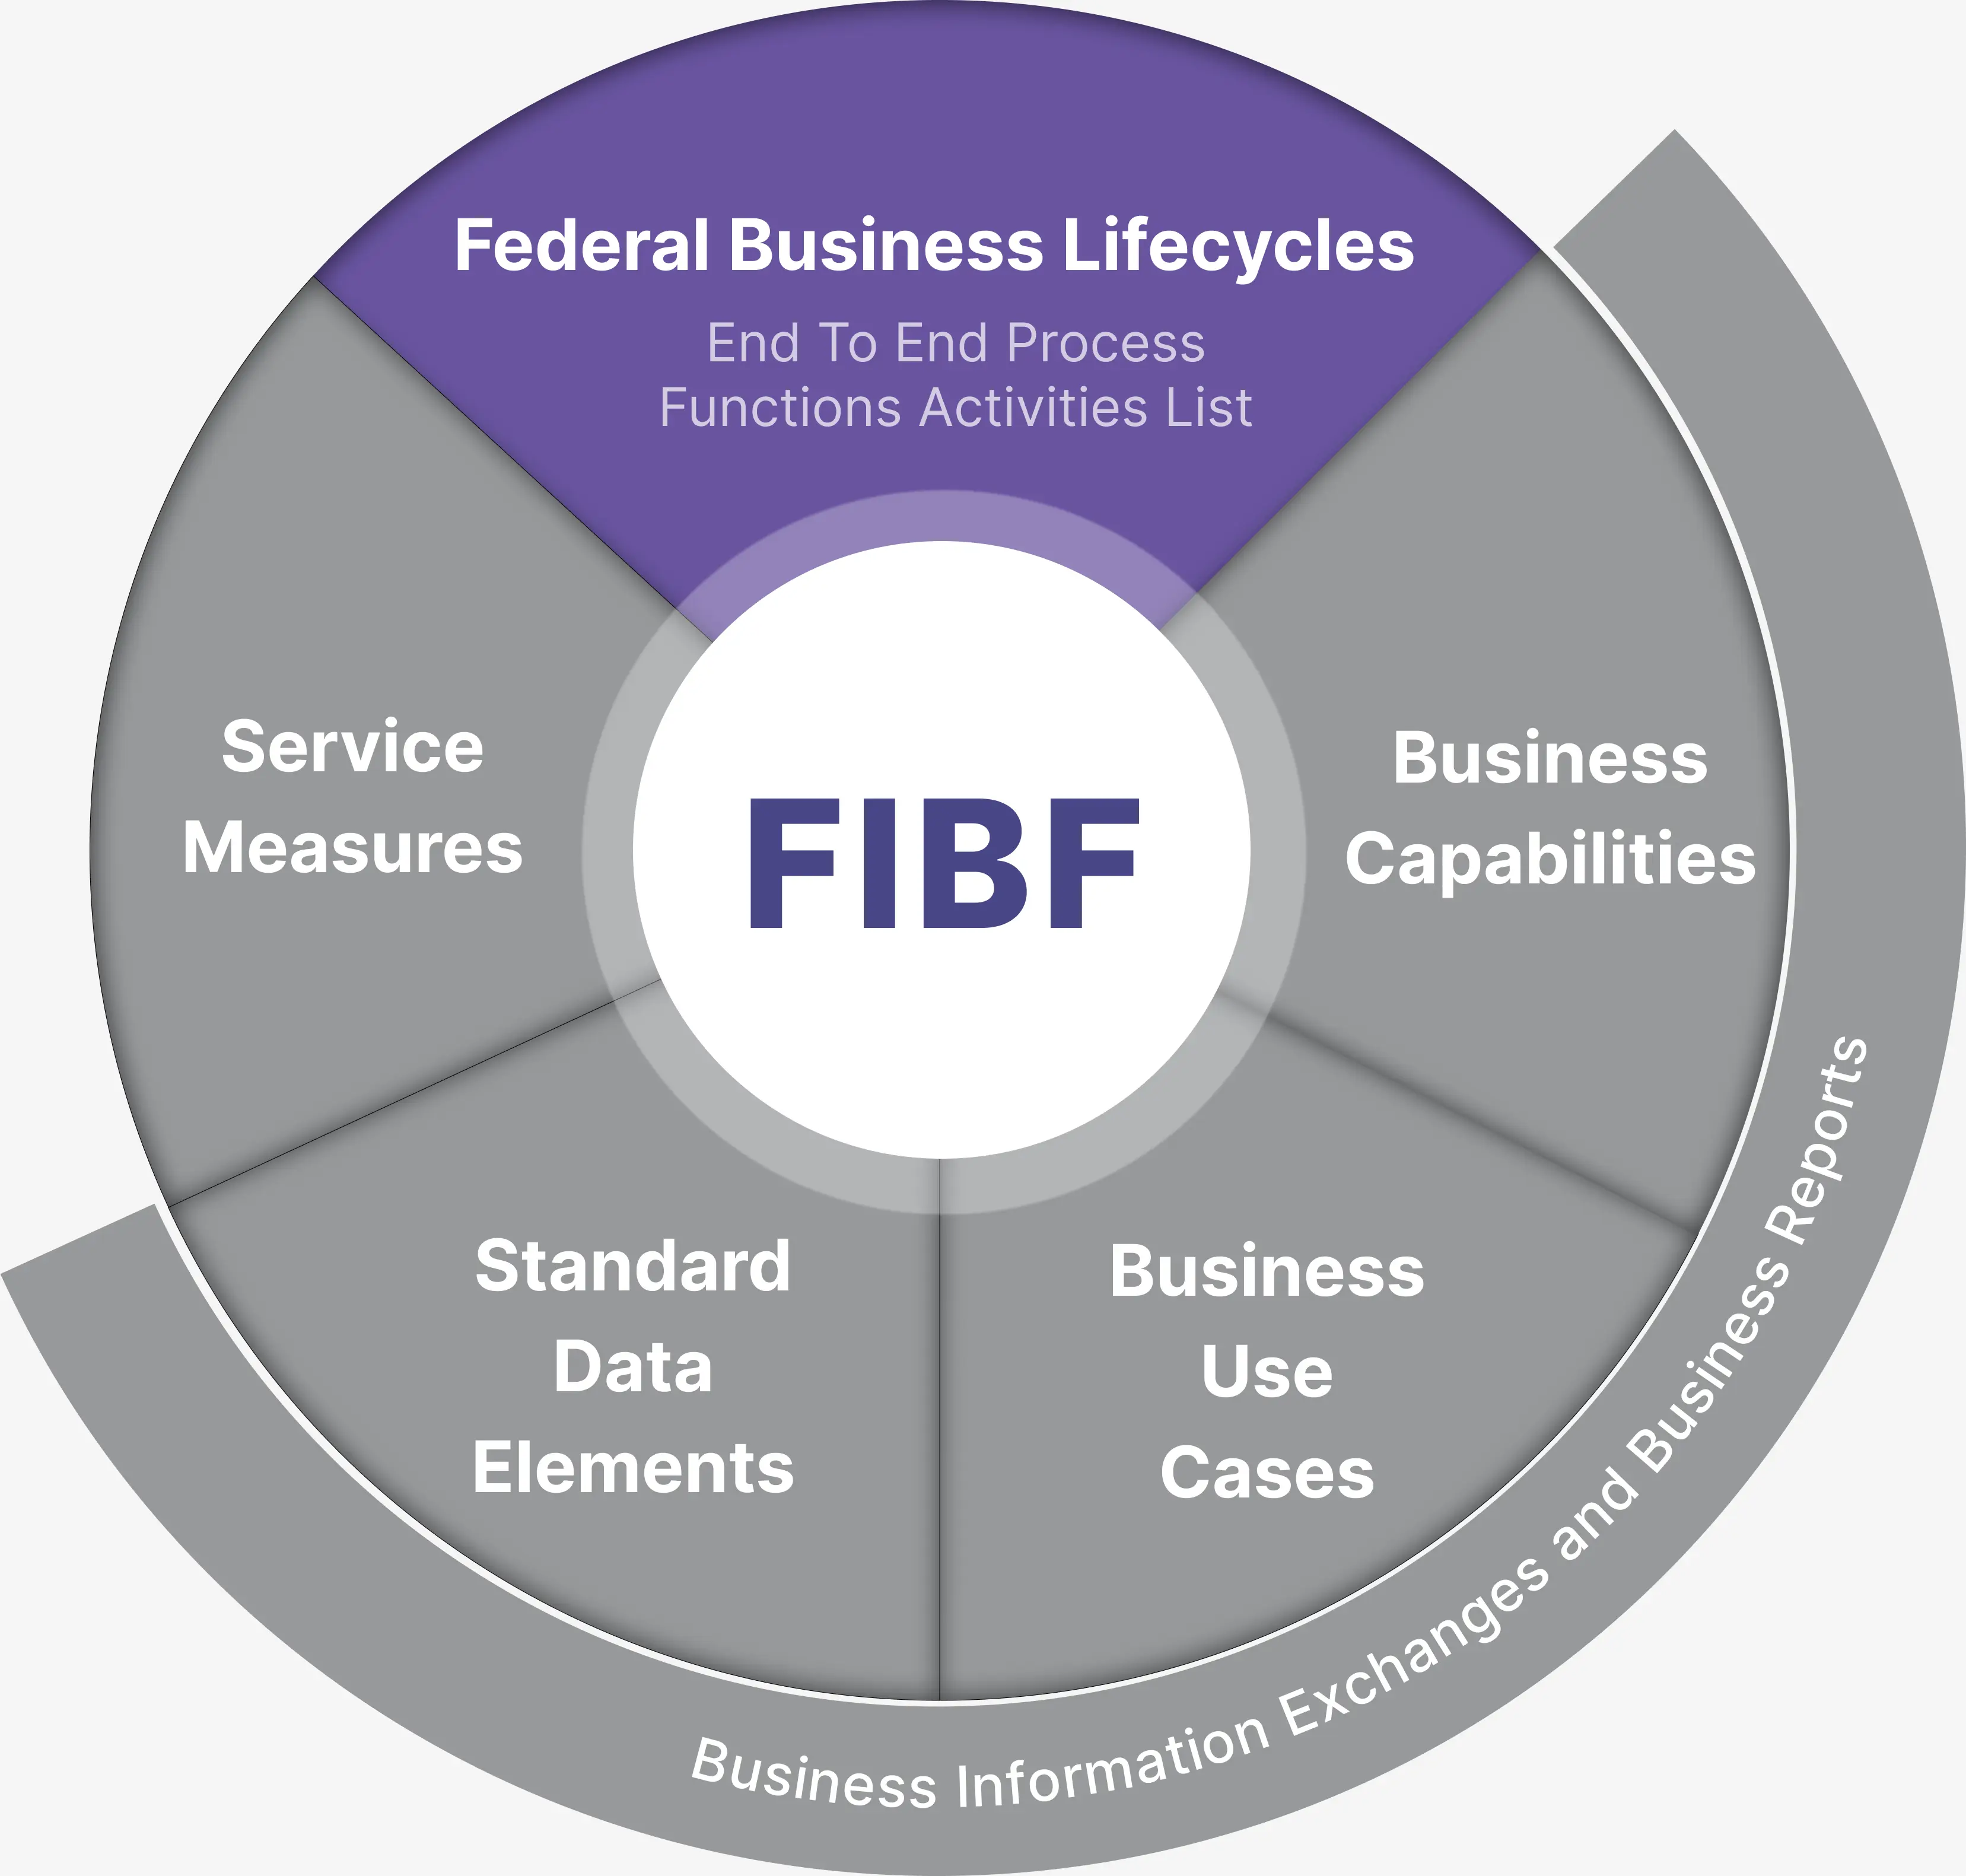 Federal Business Lifecycles
End To End Process
Functions Activities List
Service
Measures
FIBF
Business
Capabilities
Standard
Data
Elements
Business
Use
Cases
Business Information Exchanges and Business Reports